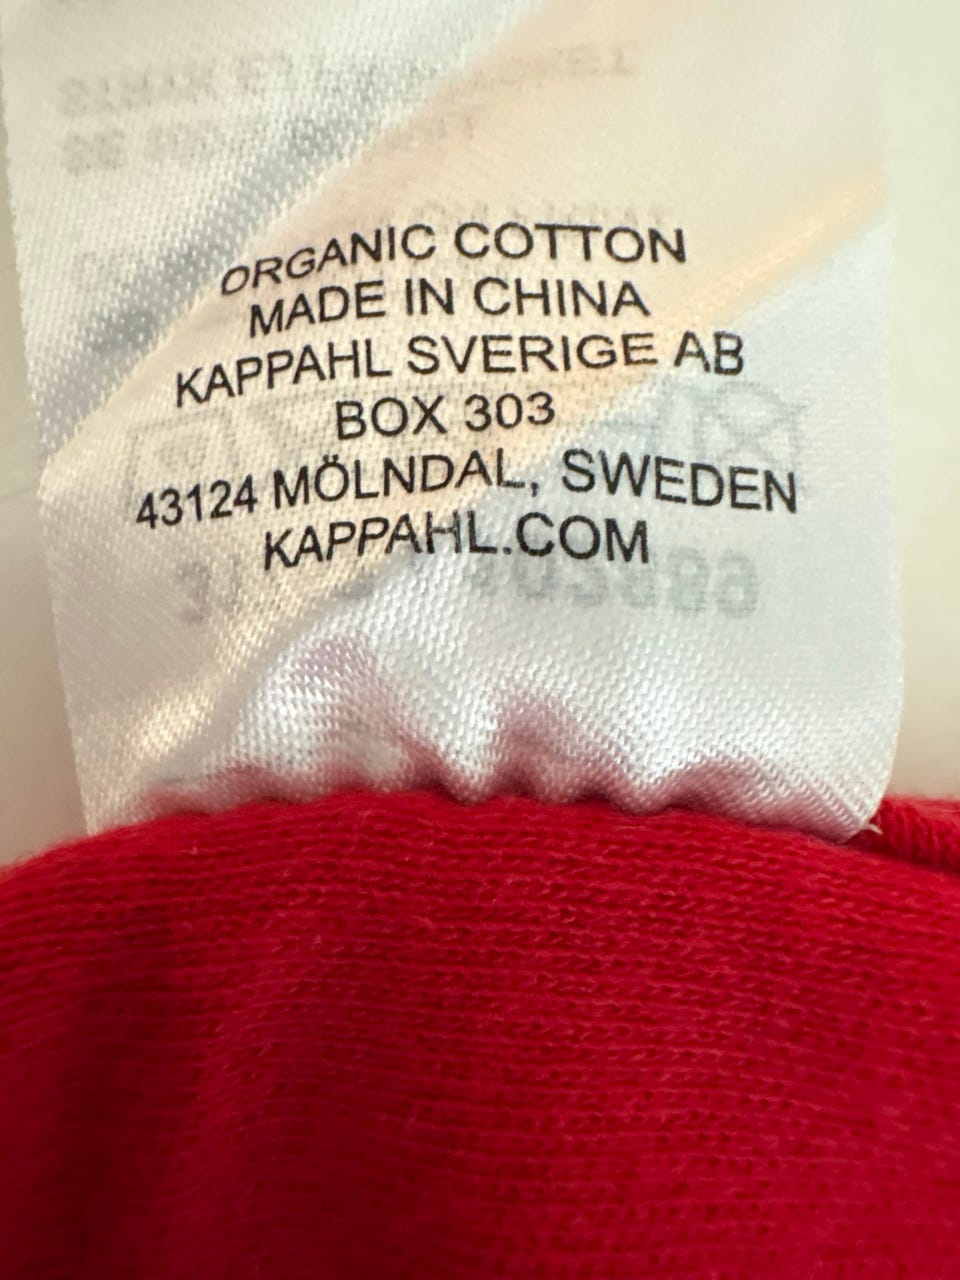 ORGANIC COTTON
MADE IN CHINA
KAPPAHL SVERIGE AB
BOX 303
43124 MÖLNDAL, SWEDEN
KAPPAHL.COM